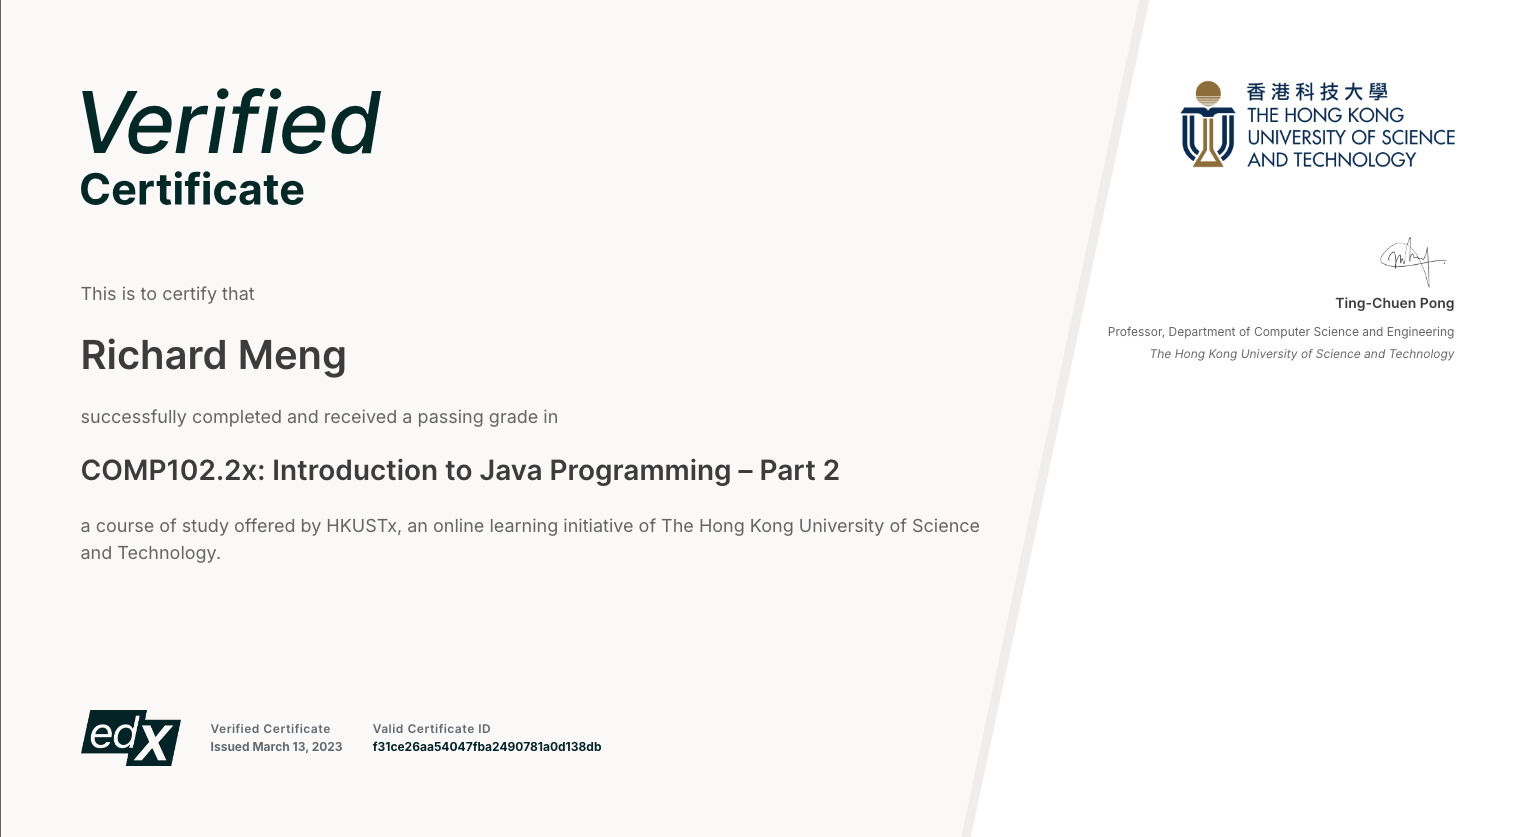 Verified
Certificate
This is to certify that
Richard Meng
successfully completed and received a passing grade in
COMP102.2x: Introduction to Java Programming – Part 2
a course of study offered by HKUSTx, an online learning initiative of The Hong Kong University of Science
and Technology.
edX
Verified Certificate
Issued March 13, 2023
Valid Certificate ID
f31ce26aa54047fba2490781a0d138db
香港科技大學
THE HONG KONG
UNIVERSITY OF SCIENCE
AND TECHNOLOGY
Ting-Chuen Pong
Professor, Department of Computer Science and Engineering
The Hong Kong University of Science and Technology